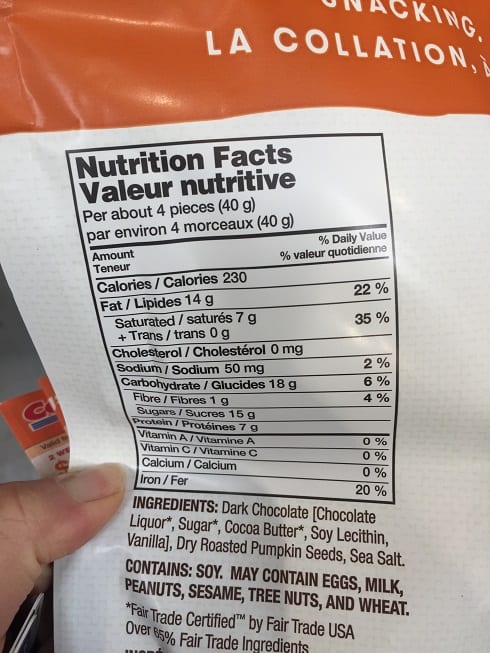 SNACKING.
LA COLLATION, À
Nutrition Facts
Valeur nutritive
Per about 4 pieces (40 g)
par environ 4 morceaux (40 g)
Amount % Daily Value
Teneur % valeur quotidienne
Calories / Calories 230
Fat / Lipides 14 g 22 %
Saturated / saturés 7 g 35 %
+ Trans / trans 0 g
Cholesterol / Cholestérol 0 mg
Sodium / Sodium 50 mg 2 %
Carbohydrate / Glucides 18 g 6 %
Fibre / Fibres 1 g 4 %
Sugars / Sucres 15 g
Protein / Protéines 7 g
Vitamin A / Vitamine A 0 %
Vitamin C / Vitamine C 0 %
Calcium / Calcium 0 %
Iron / Fer 20 %
INGREDIENTS: Dark Chocolate [Chocolate
Liquor*, Sugar*, Cocoa Butter*, Soy Lecithin,
Vanilla], Dry Roasted Pumpkin Seeds, Sea Salt.
CONTAINS: SOY. MAY CONTAIN EGGS, MILK,
PEANUTS, SESAME, TREE NUTS, AND WHEAT.
*Fair Trade Certified™ by Fair Trade USA
Over 65% Fair Trade Ingredients